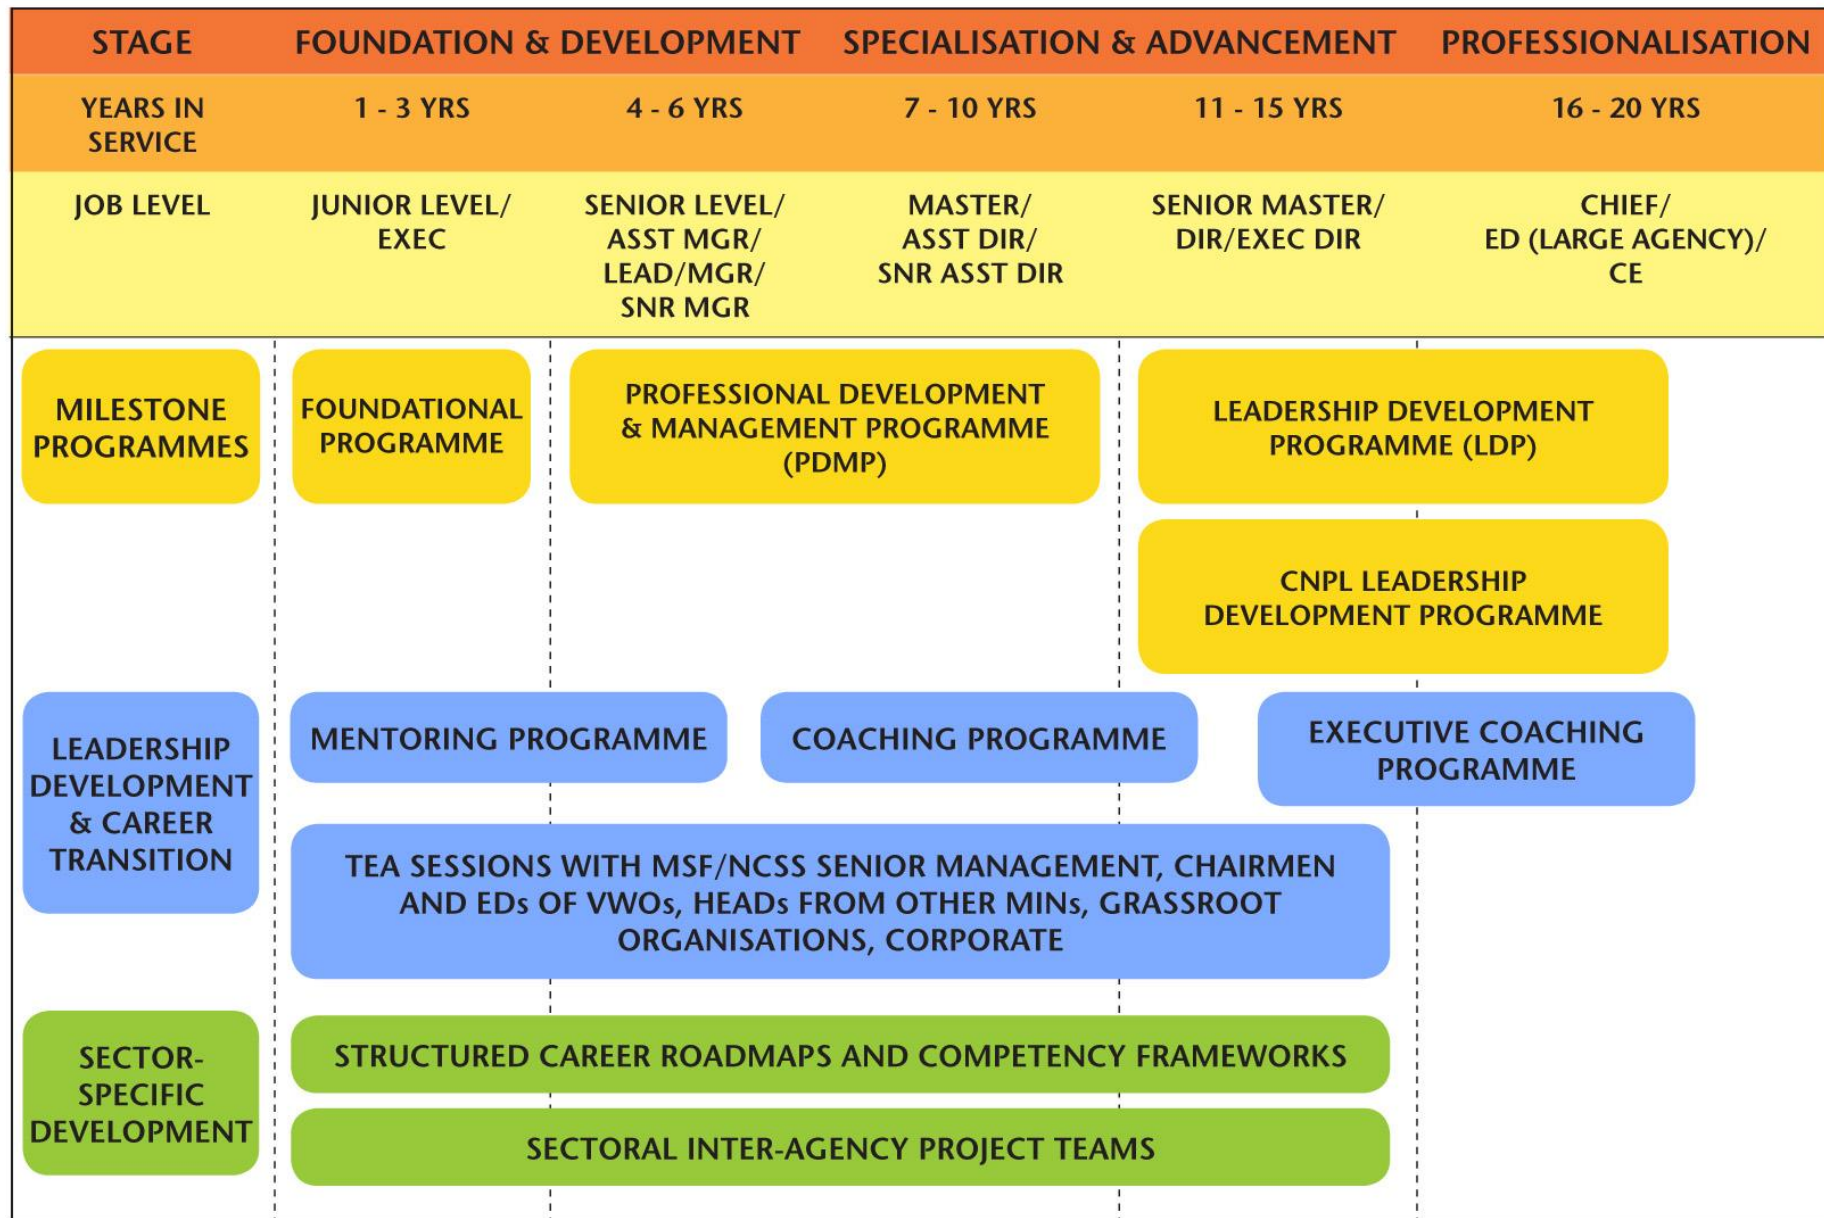 STAGE FOUNDATION & DEVELOPMENT SPECIALISATION & ADVANCEMENT PROFESSIONALISATION
YEARS IN
SERVICE
1 - 3 YRS
4 - 6 YRS
7 - 10 YRS
11 - 15 YRS
16 - 20 YRS
JOB LEVEL
JUNIOR LEVEL/
EXEC
SENIOR LEVEL/
ASST MGR/
LEAD/MGR/
SNR MGR
MASTER/
ASST DIR/
SNR ASST DIR
SENIOR MASTER/
DIR/EXEC DIR
CHIEF/
ED (LARGE AGENCY)/
CE
MILESTONE
PROGRAMMES
FOUNDATIONAL
PROGRAMME
PROFESSIONAL DEVELOPMENT
& MANAGEMENT PROGRAMME
(PDMP)
LEADERSHIP DEVELOPMENT
PROGRAMME (LDP)
CNPL LEADERSHIP
DEVELOPMENT PROGRAMME
LEADERSHIP
DEVELOPMENT
& CAREER
TRANSITION
MENTORING PROGRAMME
COACHING PROGRAMME
EXECUTIVE COACHING
PROGRAMME
TEA SESSIONS WITH MSF/NCSS SENIOR MANAGEMENT, CHAIRMEN
AND EDs OF VWOs, HEADs FROM OTHER MINs, GRASSROOT
ORGANISATIONS, CORPORATE
SECTOR-
SPECIFIC
DEVELOPMENT
STRUCTURED CAREER ROADMAPS AND COMPETENCY FRAMEWORKS
SECTORAL INTER-AGENCY PROJECT TEAMS